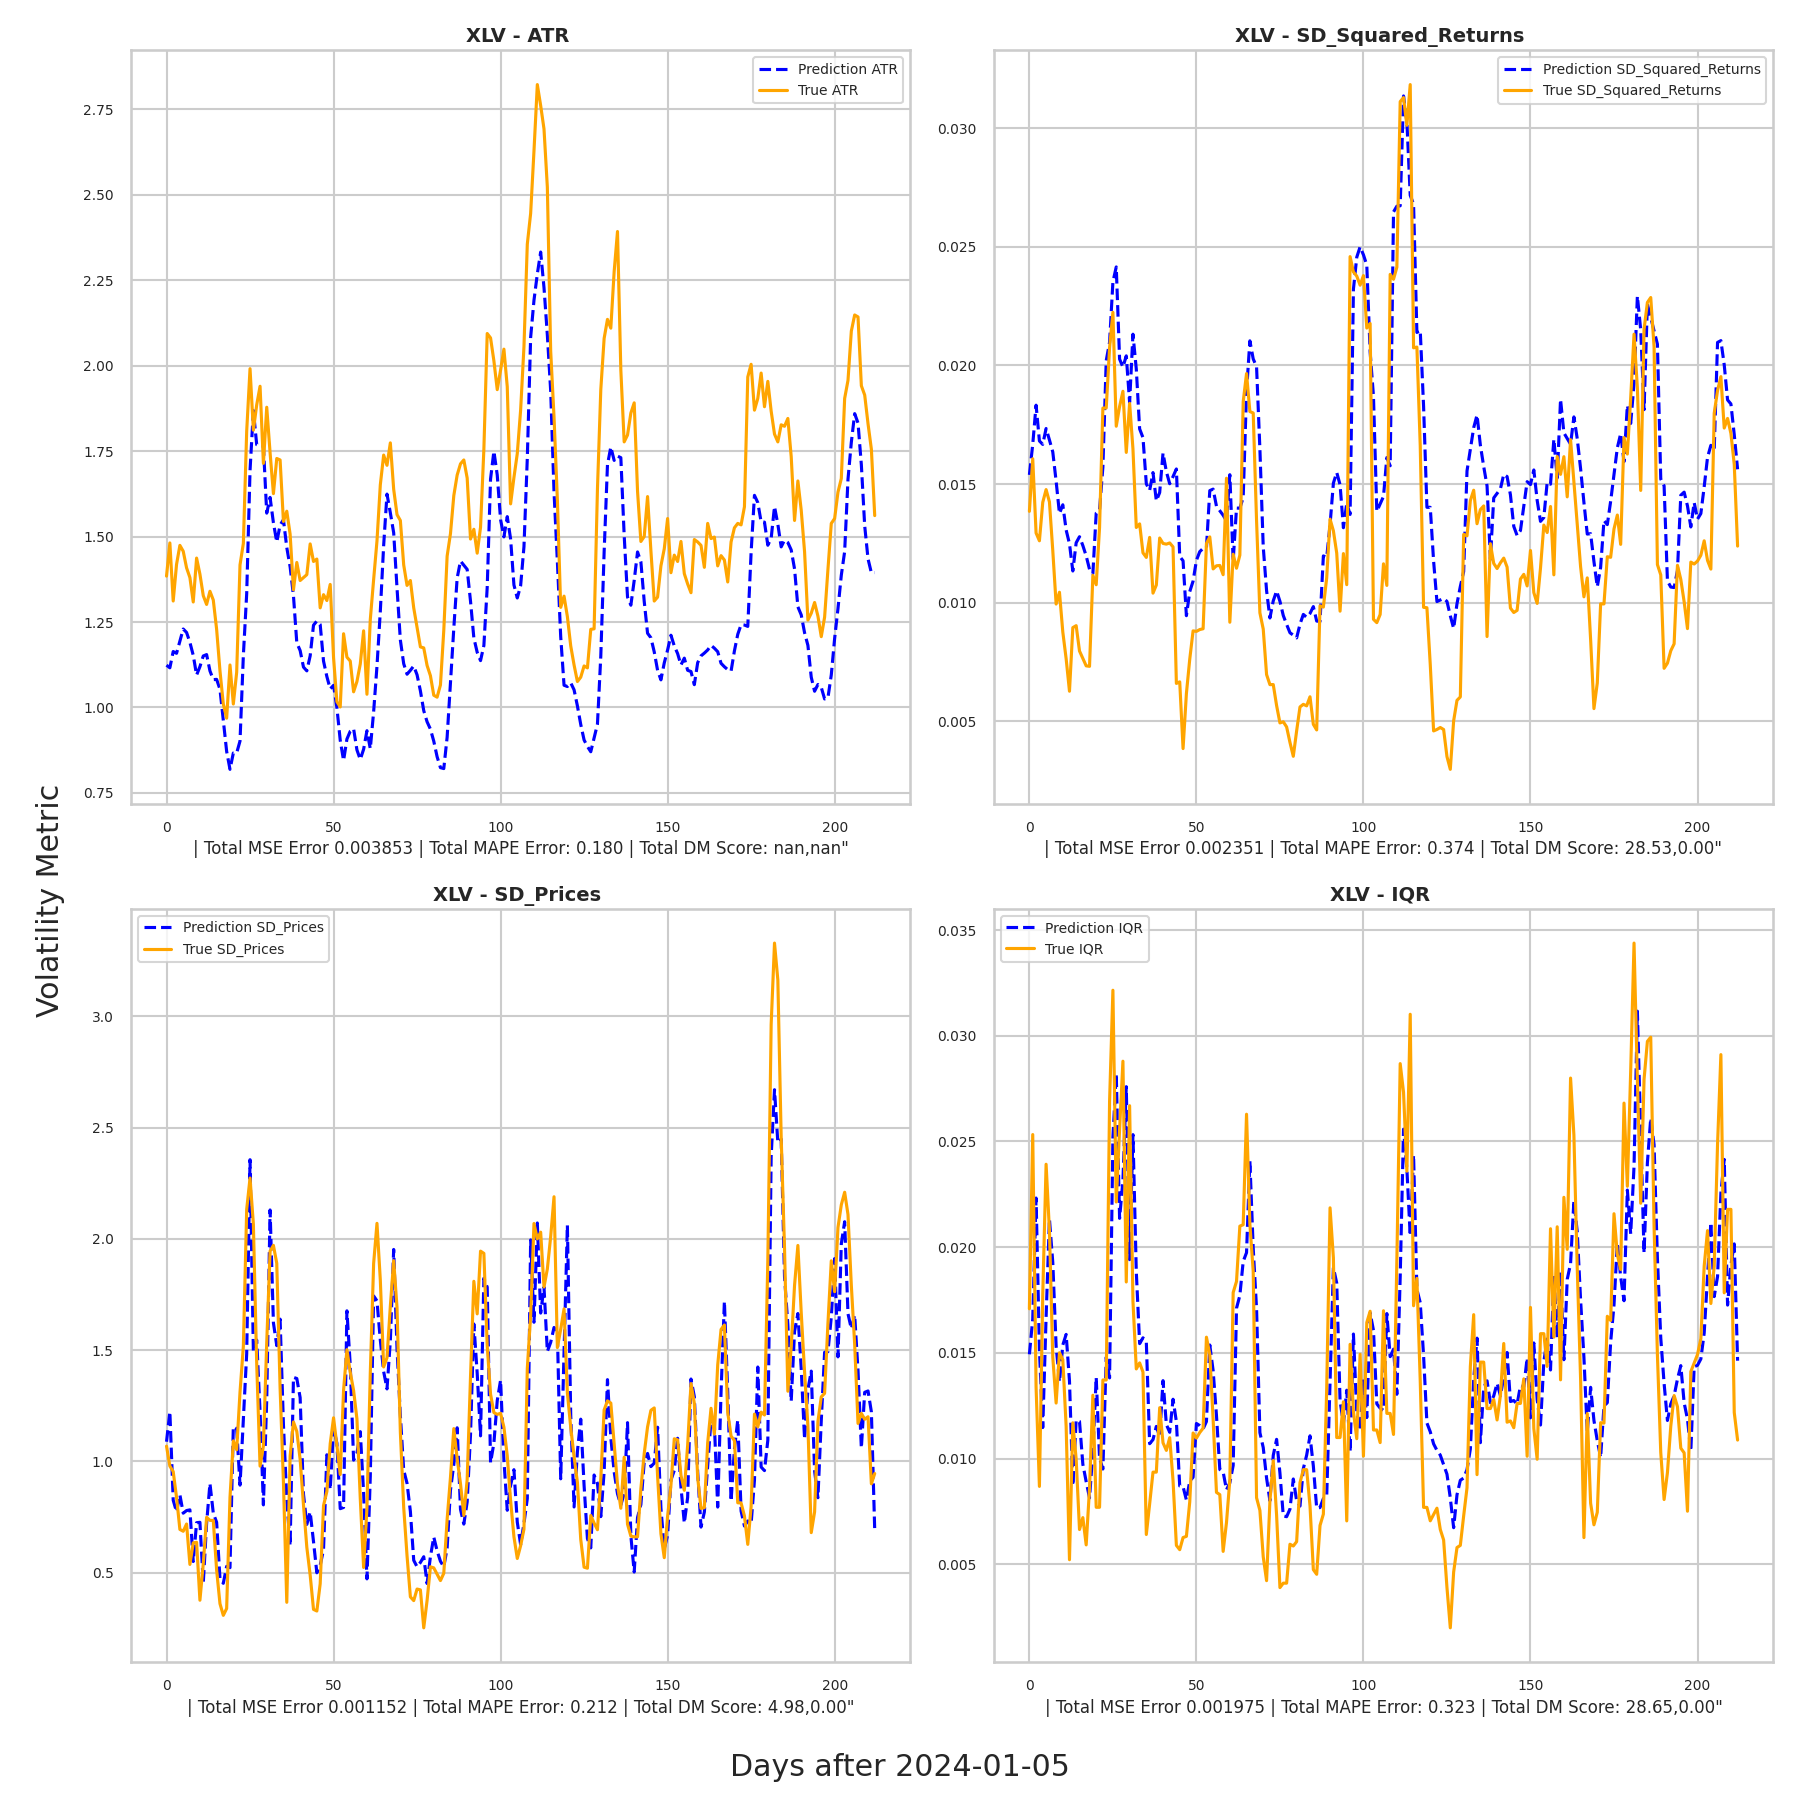 XLV - ATR
Prediction ATR
True ATR
2.75
2.50
2.25
2.00
1.75
1.50
1.25
1.00
0.75
0
50
100
150
200
| Total MSE Error 0.003853 | Total MAPE Error: 0.180 | Total DM Score: nan,nan"
XLV - SD_Squared_Returns
Prediction SD_Squared_Returns
True SD_Squared_Returns
0.030
0.025
0.020
0.015
0.010
0.005
0
50
100
150
200
| Total MSE Error 0.002351 | Total MAPE Error: 0.374 | Total DM Score: 28.53,0.00"
Volatility Metric
XLV - SD_Prices
Prediction SD_Prices
True SD_Prices
3.0
2.5
2.0
1.5
1.0
0.5
0
50
100
150
200
| Total MSE Error 0.001152 | Total MAPE Error: 0.212 | Total DM Score: 4.98,0.00"
XLV - IQR
Prediction IQR
True IQR
0.035
0.030
0.025
0.020
0.015
0.010
0.005
0
50
100
150
200
| Total MSE Error 0.001975 | Total MAPE Error: 0.323 | Total DM Score: 28.65,0.00"
Days after 2024-01-05